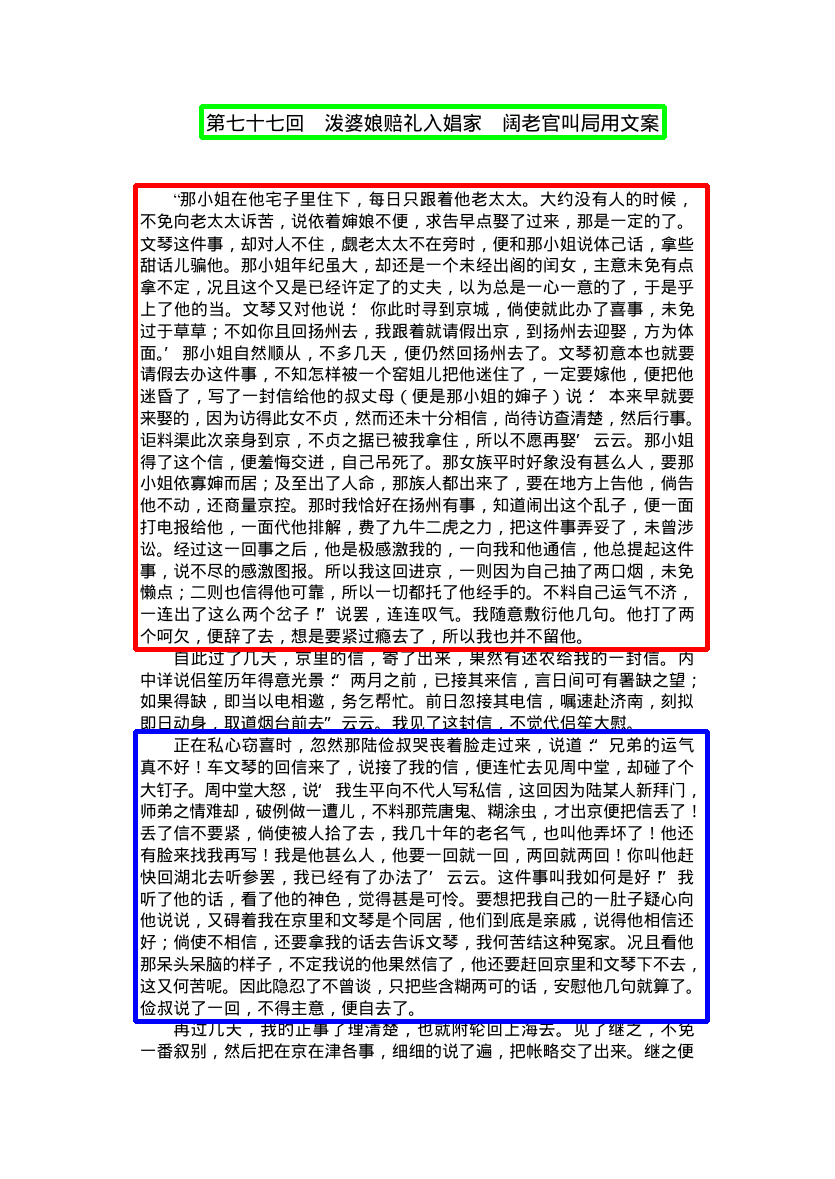 第七十七回　泼婆娘赔礼入娼家　阔老官叫局用文案
“那小姐在他宅子里住下，每日只跟着他老太太。大约没有人的时候，
不免向老太太诉苦，说依着婶娘不便，求告早点娶了过来，那是一定的了。
文琴这件事，却对人不住，觑老太太不在旁时，便和那小姐说体己话，拿些
甜话儿骗他。那小姐年纪虽大，却还是一个未经出阁的闺女，主意未免有点
拿不定，况且这个又是已经许定了的丈夫，以为总是一心一意的了，于是乎
上了他的当。文琴又对他说：‘你此时寻到京城，倘使就此办了喜事，未免
过于草草；不如你且回扬州去，我跟着就请假出京，到扬州去迎娶，方为体
面。’那小姐自然顺从，不多几天，便仍然回扬州去了。文琴初意本也就要
请假去办这件事，不知怎样被一个窑姐儿把他迷住了，一定要嫁他，便把他
迷昏了，写了一封信给他的叔丈母（便是那小姐的婶子）说：‘本来早就要
来娶的，因为访得此女不贞，然而还未十分相信，尚待访查清楚，然后行事。
讵料渠此次亲身到京，不贞之据已被我拿住，所以不愿再娶’云云。那小姐
得了这个信，便羞悔交迸，自己吊死了。那女族平时好象没有甚么人，要那
小姐依寡婶而居；及至出了人命，那族人都出来了，要在地方上告他，倘告
他不动，还商量京控。那时我恰好在扬州有事，知道闹出这个乱子，便一面
打电报给他，一面代他排解，费了九牛二虎之力，把这件事弄妥了，未曾涉
讼。经过这一回事之后，他是极感激我的，一向我和他通信，他总提起这件
事，说不尽的感激图报。所以我这回进京，一则因为自己抽了两口烟，未免
懒点；二则也信得他可靠，所以一切都托了他经手的。不料自己运气不济，
一连出了这么两个岔子！”说罢，连连叹气。我随意敷衍他几句。他打了两
个呵欠，便辞了去，想是要紧过瘾去了，所以我也并不留他。
自此过了几天，京里的信，寄了出来，果然有述农给我的一封信。内
中详说侣笙历年得意光景：“两月之前，已接其来信，言日间可有署缺之望；
如果得缺，即当以电相邀，务乞帮忙。前日忽接其电信，嘱速赴济南，刻拟
即日动身，取道烟台前去”云云。我见了这封信，不觉代侣笙大慰。
正在私心窃喜时，忽然那陆俭叔哭丧着脸走过来，说道：“兄弟的运气
真不好！车文琴的回信来了，说接了我的信，便连忙去见周中堂，却碰了个
大钉子。周中堂大怒，说‘我生平向不代人写私信，这回因为陆某人新拜门，
师弟之情难却，破例做一遭儿，不料那荒唐鬼、糊涂虫，才出京便把信丢了！
丢了信不要紧，倘使被人拾了去，我几十年的老名气，也叫他弄坏了！他还
有脸来找我再写！我是他甚么人，他要一回就一回，两回就两回！你叫他赶
快回湖北去听参罢，我已经有了办法了’云云。这件事叫我如何是好！”我
听了他的话，看了他的神色，觉得甚是可怜。要想把我自己的一肚子疑心向
他说说，又碍着我在京里和文琴是个同居，他们到底是亲戚，说得他相信还
好；倘使不相信，还要拿我的话去告诉文琴，我何苦结这种冤家。况且看他
那呆头呆脑的样子，不定我说的他果然信了，他还要赶回京里和文琴下不去，
这又何苦呢。因此隐忍了不曾谈，只把些含糊两可的话，安慰他几句就算了。
俭叔说了一回，不得主意，便自去了。
再过几天，我的正事了理清楚，也就附轮回上海去。见了继之，不免
一番叙别，然后把在京在津各事，细细的说了遍，把帐略交了出来。继之便